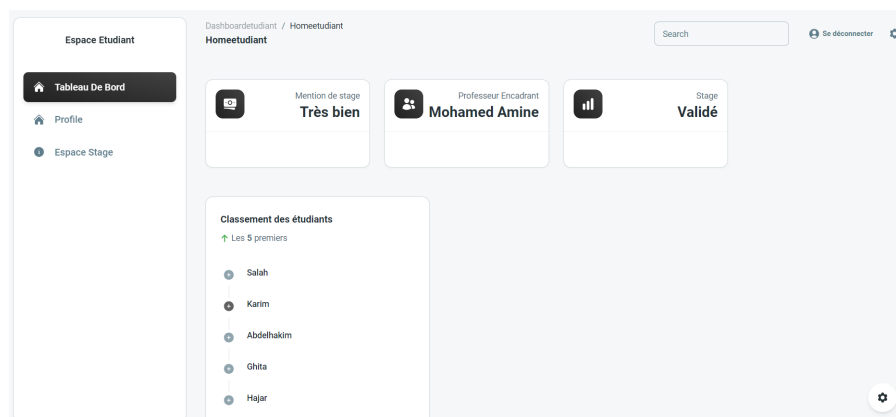 Espace Etudiant
Tableau De Bord
Profile
Espace Stage
Dashboardetudiant / Homeetudiant
Homeetudiant
Search
Se déconnecter
Mention de stage
Très bien
Professeur Encadrant
Mohamed Amine
Stage
Validé
Classement des étudiants
Les 5 premiers
Salah
Karim
Abdelhakim
Ghita
Hajar